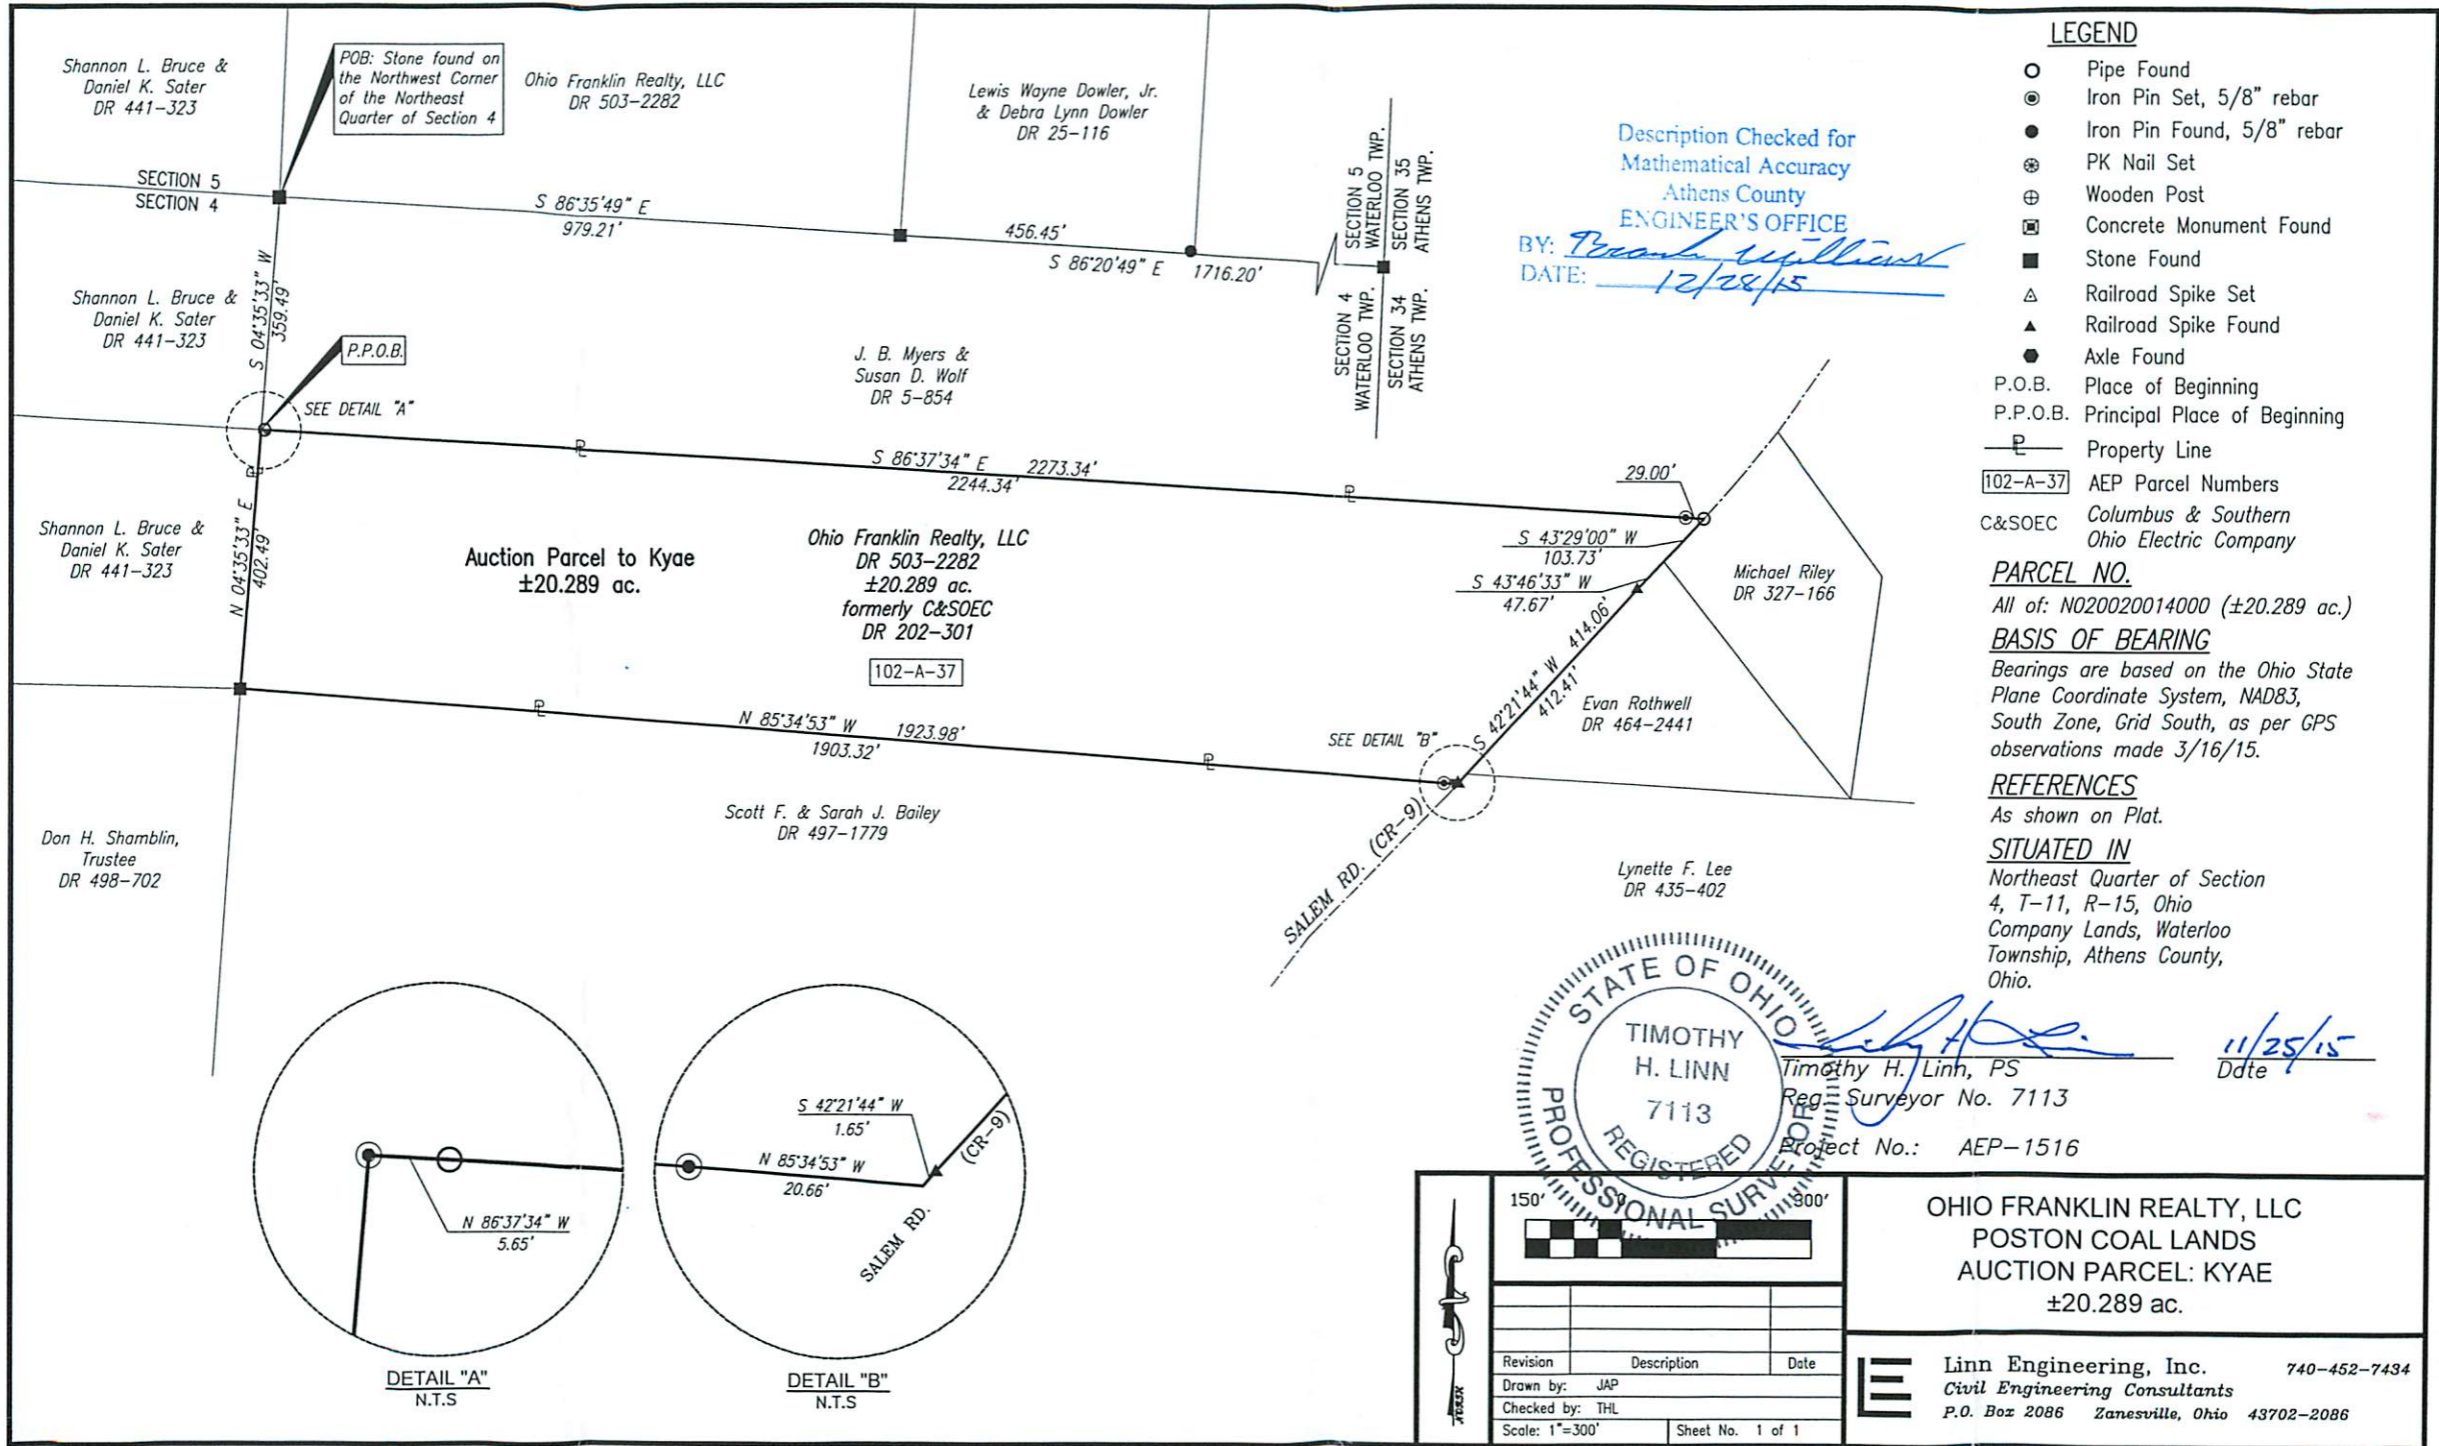 Shannon L. Bruce &
Daniel K. Sater
DR 441-323
POB: Stone found on
the Northwest Corner
of the Northeast
Quarter of Section 4
Ohio Franklin Realty, LLC
DR 503-2282
Lewis Wayne Dowler, Jr.
& Debra Lynn Dowler
DR 25-116
SECTION 5
SECTION 4
S 86°35'49" E
979.21'
456.45'
S 86°20'49" E
1716.20'
SECTION 5
WATERLOO TWP.
SECTION 35
ATHENS TWP.
SECTION 4
WATERLOO TWP.
SECTION 34
ATHENS TWP.
Description Checked for
Mathematical Accuracy
Athens County
ENGINEER'S OFFICE
BY:
DATE: 12/28/15
S 04°35'33" W
359.49'
Shannon L. Bruce &
Daniel K. Sater
DR 441-323
P.P.O.B.
SEE DETAIL "A"
J. B. Myers &
Susan D. Wolf
DR 5-854
S 86°37'34" E 2273.34'
2244.34'
29.00'
Shannon L. Bruce &
Daniel K. Sater
DR 441-323
N 04°35'33" E
402.49'
Auction Parcel to Kyae
±20.289 ac.
Ohio Franklin Realty, LLC
DR 503-2282
±20.289 ac.
formerly C&SOEC
DR 202-301
102-A-37
S 43°29'00" W
103.73'
S 43°46'33" W
47.67'
Michael Riley
DR 327-166
S 42°21'44" W 414.06'
412.41'
Evan Rothwell
DR 464-2441
N 85°34'53" W 1923.98'
1903.32'
SEE DETAIL "B"
Scott F. & Sarah J. Bailey
DR 497-1779
Don H. Shamblin,
Trustee
DR 498-702
SALEM RD. (CR-9)
Lynette F. Lee
DR 435-402
LEGEND
Pipe Found
Iron Pin Set, 5/8" rebar
Iron Pin Found, 5/8" rebar
PK Nail Set
Wooden Post
Concrete Monument Found
Stone Found
Railroad Spike Set
Railroad Spike Found
Axle Found
P.O.B. Place of Beginning
P.P.O.B. Principal Place of Beginning
PL Property Line
102-A-37 AEP Parcel Numbers
C&SOEC Columbus & Southern
Ohio Electric Company
PARCEL NO.
All of: N020020014000 (±20.289 ac.)
BASIS OF BEARING
Bearings are based on the Ohio State
Plane Coordinate System, NAD83,
South Zone, Grid South, as per GPS
observations made 3/16/15.
REFERENCES
As shown on Plat.
SITUATED IN
Northeast Quarter of Section
4, T-11, R-15, Ohio
Company Lands, Waterloo
Township, Athens County,
Ohio.
STATE OF OHIO
TIMOTHY
H. LINN
7113
REGISTERED
PROFESSIONAL SURVEYOR
11/25/15
Timothy H. Linn, PS
Date
Reg. Surveyor No. 7113
Project No.: AEP-1516
N 86°37'34" W
5.65'
DETAIL "A"
N.T.S
S 42°21'44" W
1.65'
N 85°34'53" W
20.66'
SALEM RD.
(CR-9)
DETAIL "B"
N.T.S
NORTH
150' 0 300'
Revision Description Date
Drawn by: JAP
Checked by: THL
Scale: 1"=300' Sheet No. 1 of 1
OHIO FRANKLIN REALTY, LLC
POSTON COAL LANDS
AUCTION PARCEL: KYAE
±20.289 ac.
Linn Engineering, Inc. 740-452-7434
Civil Engineering Consultants
P.O. Box 2086 Zanesville, Ohio 43702-2086